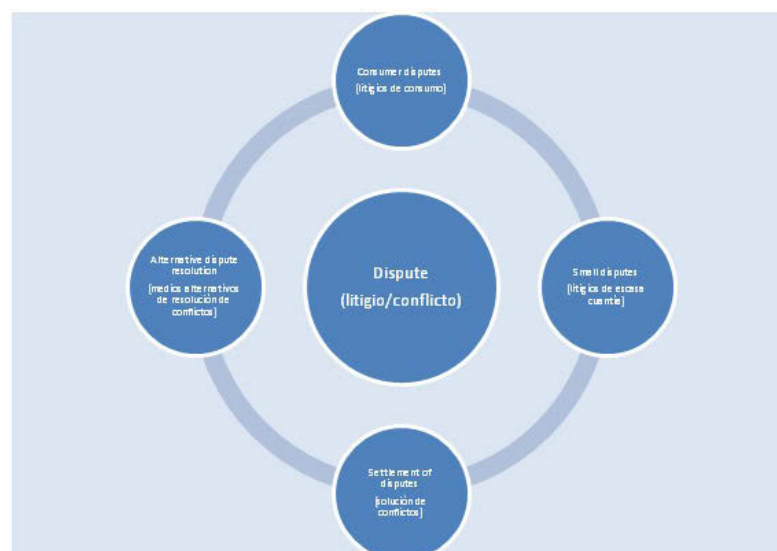 Consumer disputes
(litigios de consumo)
Alternative dispute
resolution
(medios alternativos
de resolución de
conflictos)
Dispute
(litigio/conflicto)
Small disputes
(litigios de escasa
cuantía)
Settlement of
disputes
(solución de
conflictos)